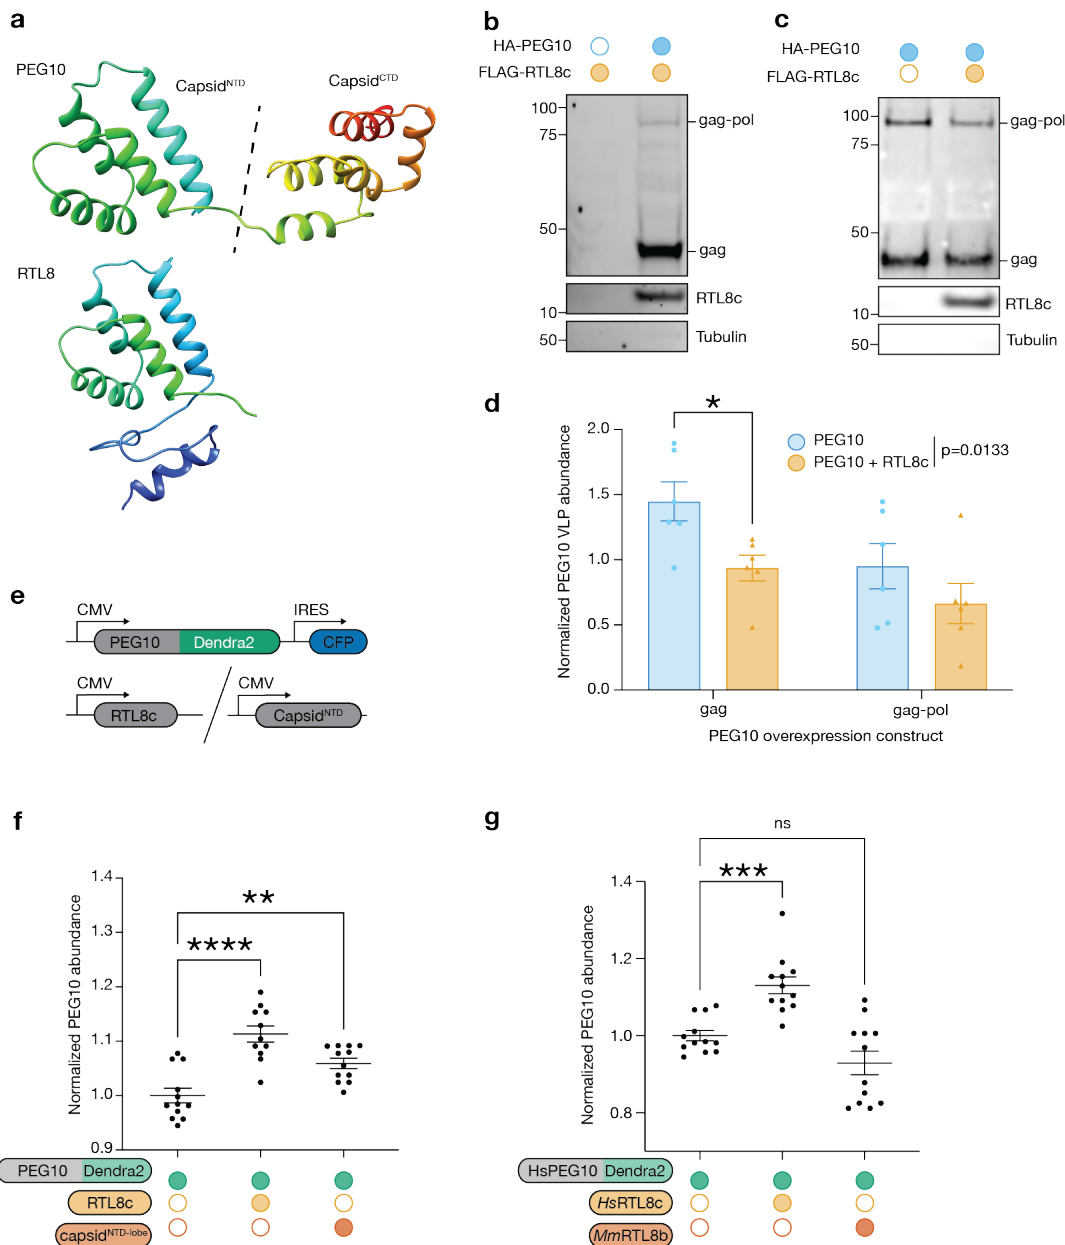 a
PEG10
Capsid^NTD
Capsid^CTD
RTL8
b
HA-PEG10
FLAG-RTL8c
100
75
50
10
50
gag-pol
gag
RTL8c
Tubulin
c
HA-PEG10
FLAG-RTL8c
100
75
50
10
50
gag-pol
gag
RTL8c
Tubulin
d
*
PEG10
PEG10 + RTL8c
p=0.0133
Normalized PEG10 VLP abundance
2.0
1.5
1.0
0.5
0.0
gag
gag-pol
PEG10 overexpression construct
e
CMV
IRES
PEG10
Dendra2
CFP
CMV
CMV
RTL8c
Capsid^NTD
f
Normalized PEG10 abundance
1.4
1.3
1.2
1.1
1.0
0.9
**
****
PEG10 Dendra2
RTL8c
capsid^NTD-lobe
g
ns
***
Normalized PEG10 abundance
1.4
1.2
1.0
0.8
HsPEG10 Dendra2
HsRTL8c
MmRTL8b